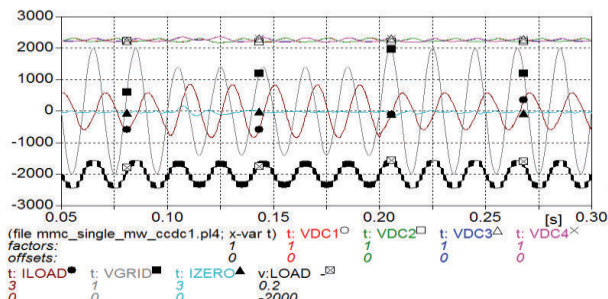 3000
2000
1000
0
-1000
-2000
-3000
0.05 0.10 0.15 0.20 0.25 [s] 0.30
(file mmc_single_mw_ccdc1.pl4; x-var t) t: VDC1 t: VDC2 t: VDC3 t: VDC4
factors: 1 1 1 1 1
offsets: 0 0 0 0 0
t: ILOAD t: VGRID t: IZERO v:LOAD -
3 1 3 0.2
0 0 0 -2000